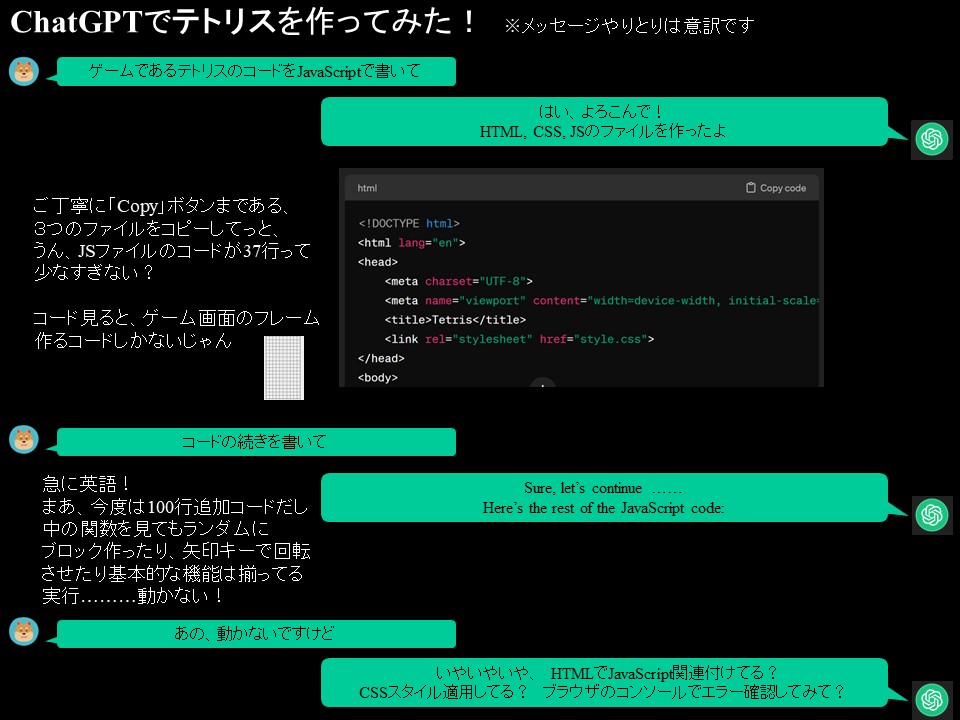 ChatGPTでテトリスを作ってみた！ ※メッセージやりとりは意訳です
ゲームであるテトリスのコードをJavaScriptで書いて
はい、よろこんで！
HTML, CSS, JSのファイルを作ったよ
ご丁寧に「Copy」ボタンまである、
３つのファイルをコピーしてっと、
うん、JSファイルのコードが37行って
少なすぎない？
コード見ると、ゲーム画面のフレーム
作るコードしかないじゃん
html Copy code
<!DOCTYPE html>
<html lang="en">
<head>
<meta charset="UTF-8">
<meta name="viewport" content="width=device-width, initial-scale=
<title>Tetris</title>
<link rel="stylesheet" href="style.css">
</head>
<body>
コードの続きを書いて
Sure, let’s continue ……
Here’s the rest of the JavaScript code:
急に英語！
まあ、今度は100行追加コードだし
中の関数を見てもランダムに
ブロック作ったり、矢印キーで回転
させたり基本的な機能は揃ってる
実行………動かない！
あの、動かないですけど
いやいやいや、 HTMLでJavaScript関連付けてる？
CSSスタイル適用してる？ ブラウザのコンソールでエラー確認してみて？